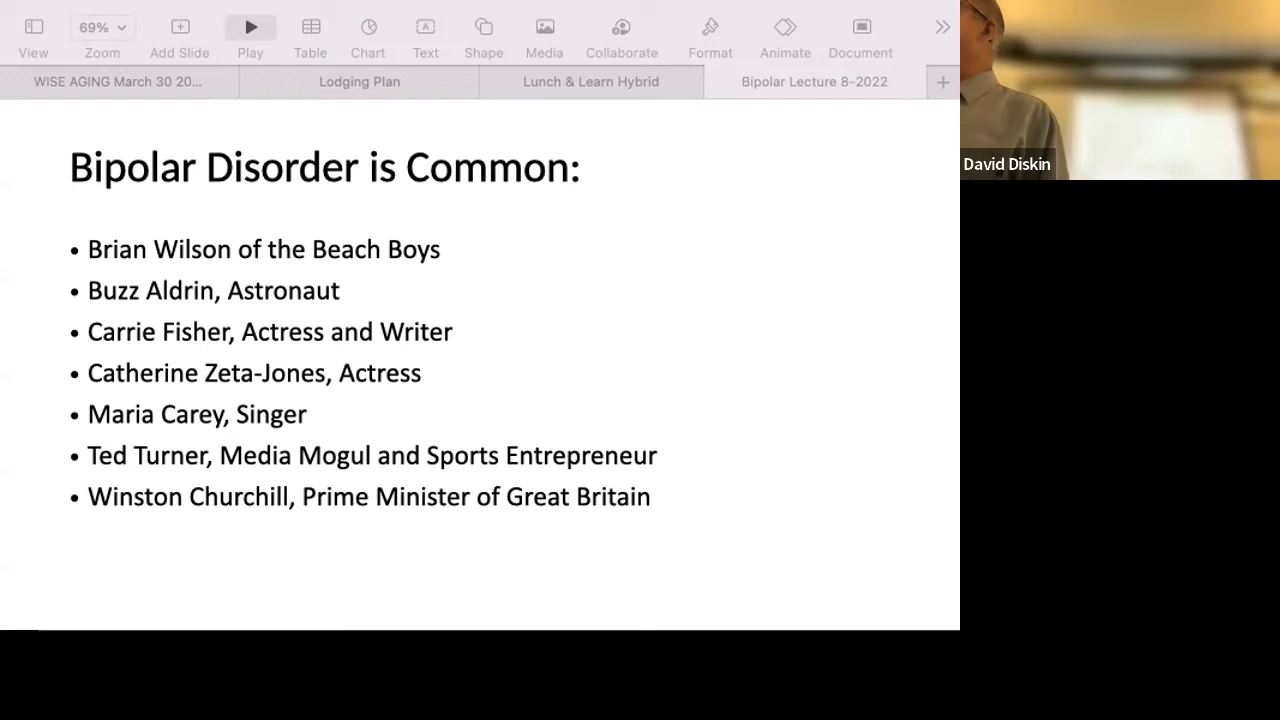 69%
View
Zoom
Add Slide
Play
Table
Chart
Text
Shape
Media
Collaborate
Format
Animate
Document
WISE AGING March 30 20...
Lodging Plan
Lunch & Learn Hybrid
Bipolar Lecture 8-2022
David Diskin
Bipolar Disorder is Common:
• Brian Wilson of the Beach Boys
• Buzz Aldrin, Astronaut
• Carrie Fisher, Actress and Writer
• Catherine Zeta-Jones, Actress
• Maria Carey, Singer
• Ted Turner, Media Mogul and Sports Entrepreneur
• Winston Churchill, Prime Minister of Great Britain